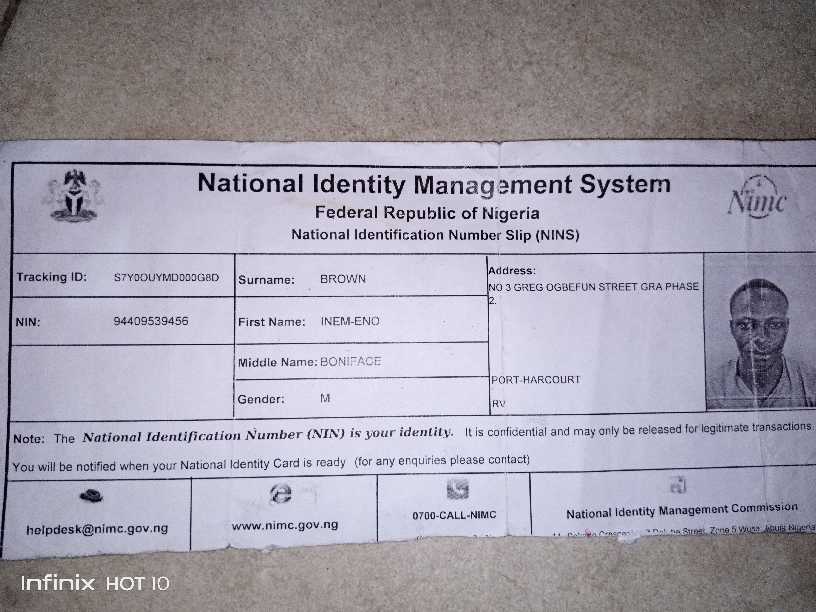 National Identity Management System
Federal Republic of Nigeria
National Identification Number Slip (NINS)
Nimc
Tracking ID: S7Y0OUYMD000G8D
Surname: BROWN
Address:
NO 3 GREG OGBEFUN STREET GRA PHASE
2.
NIN: 94409539456
First Name: INEM-ENO
Middle Name: BONIFACE
PORT-HARCOURT
Gender: M
RV
Note: The National Identification Number (NIN) is your identity. It is confidential and may only be released for legitimate transactions.
You will be notified when your National Identity Card is ready (for any enquiries please contact)
helpdesk@nimc.gov.ng
www.nimc.gov.ng
0700-CALL-NIMC
National Identity Management Commission
Street, Zone 5 Wuse, Abuja Nigeria
Infinix HOT 10